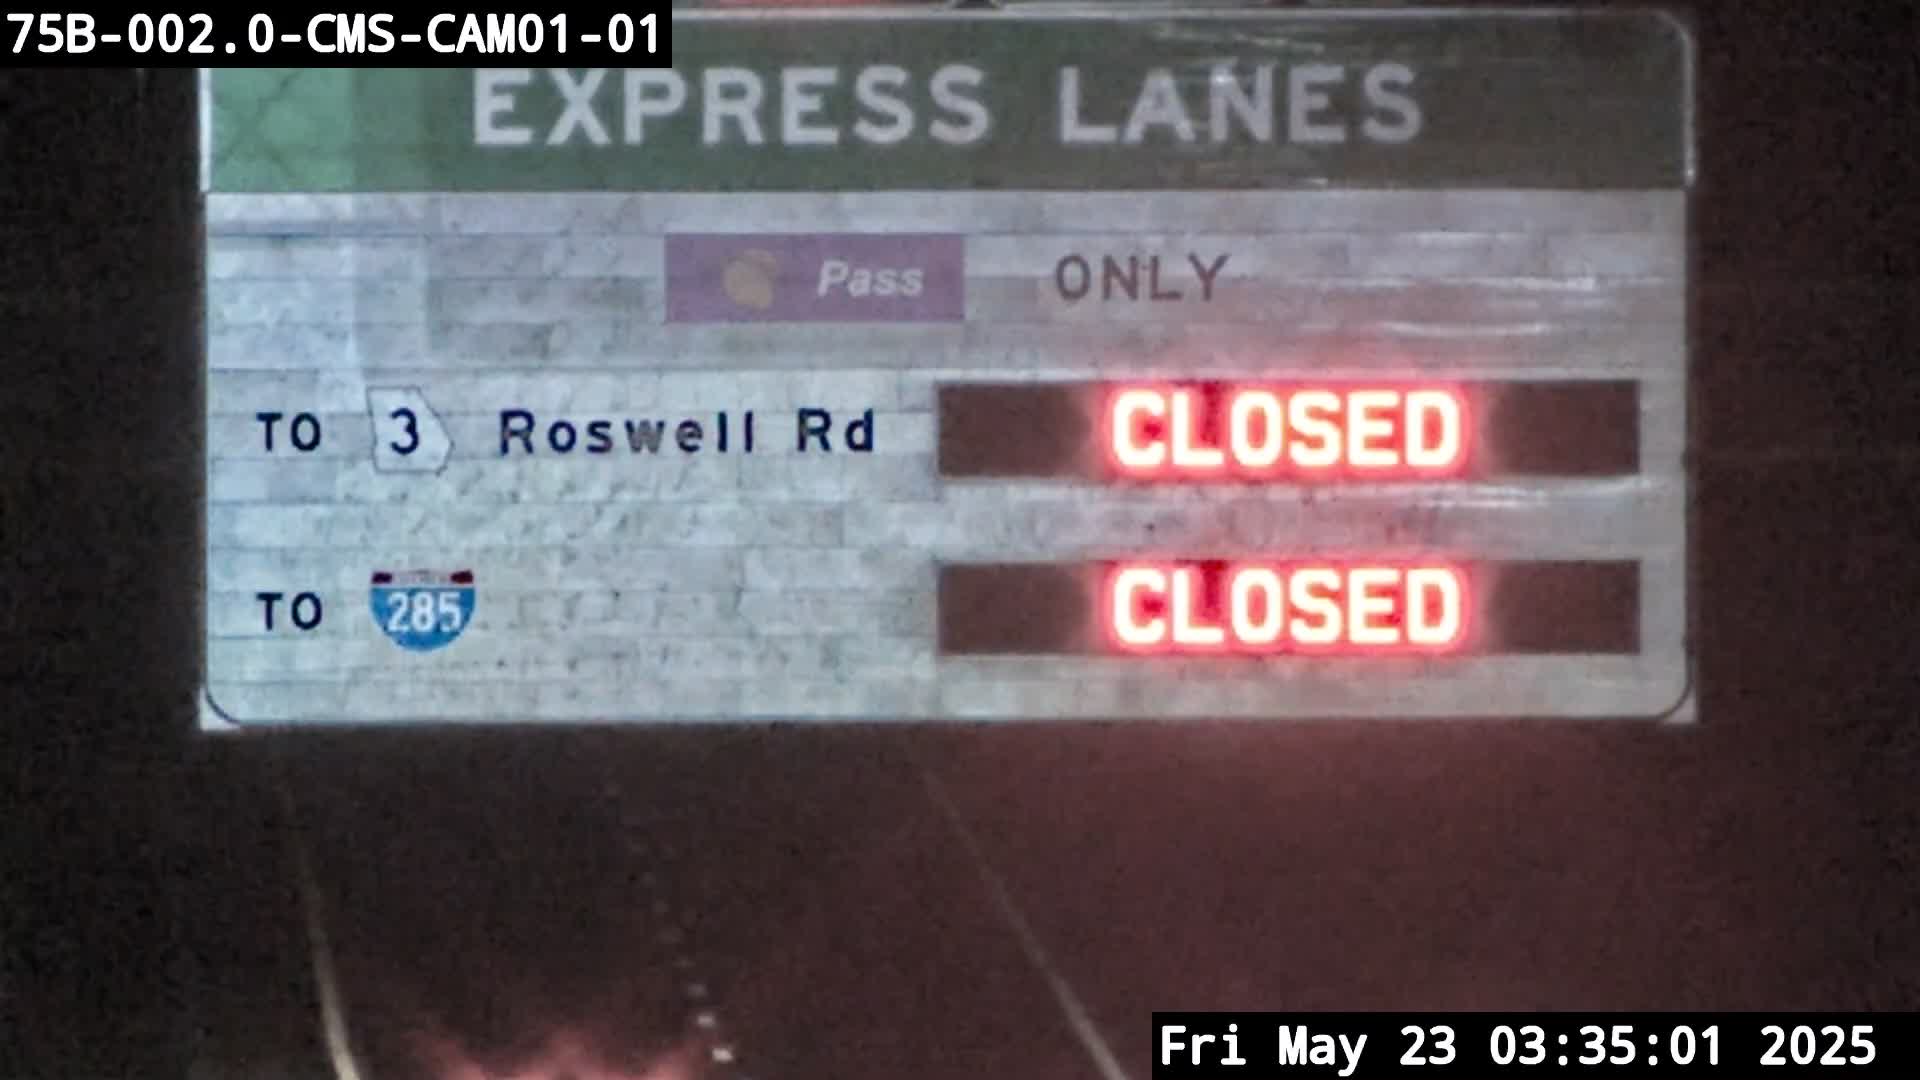 75B-002.0-CMS-CAM01-01
EXPRESS LANES
Pass ONLY
TO 3 Roswell Rd CLOSED
TO 285 CLOSED
Fri May 23 03:35:01 2025